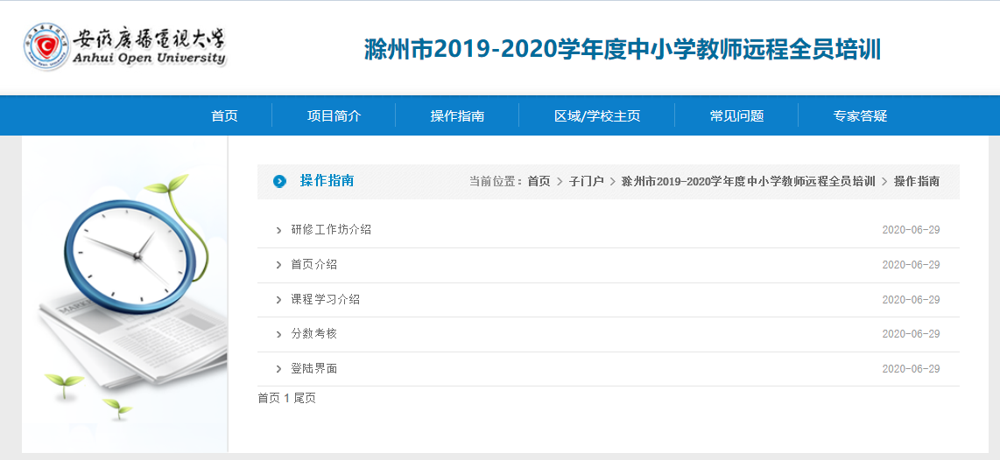 安徽广播電視大学
Anhui Open University
滁州市2019-2020学年度中小学教师远程全员培训
首页 项目简介 操作指南 区域/学校主页 常见问题 专家答疑
操作指南 当前位置：首页 > 子门户 > 滁州市2019-2020学年度中小学教师远程全员培训 > 操作指南
研修工作坊介绍 2020-06-29
首页介绍 2020-06-29
课程学习介绍 2020-06-29
分数考核 2020-06-29
登陆界面 2020-06-29
首页 1 尾页